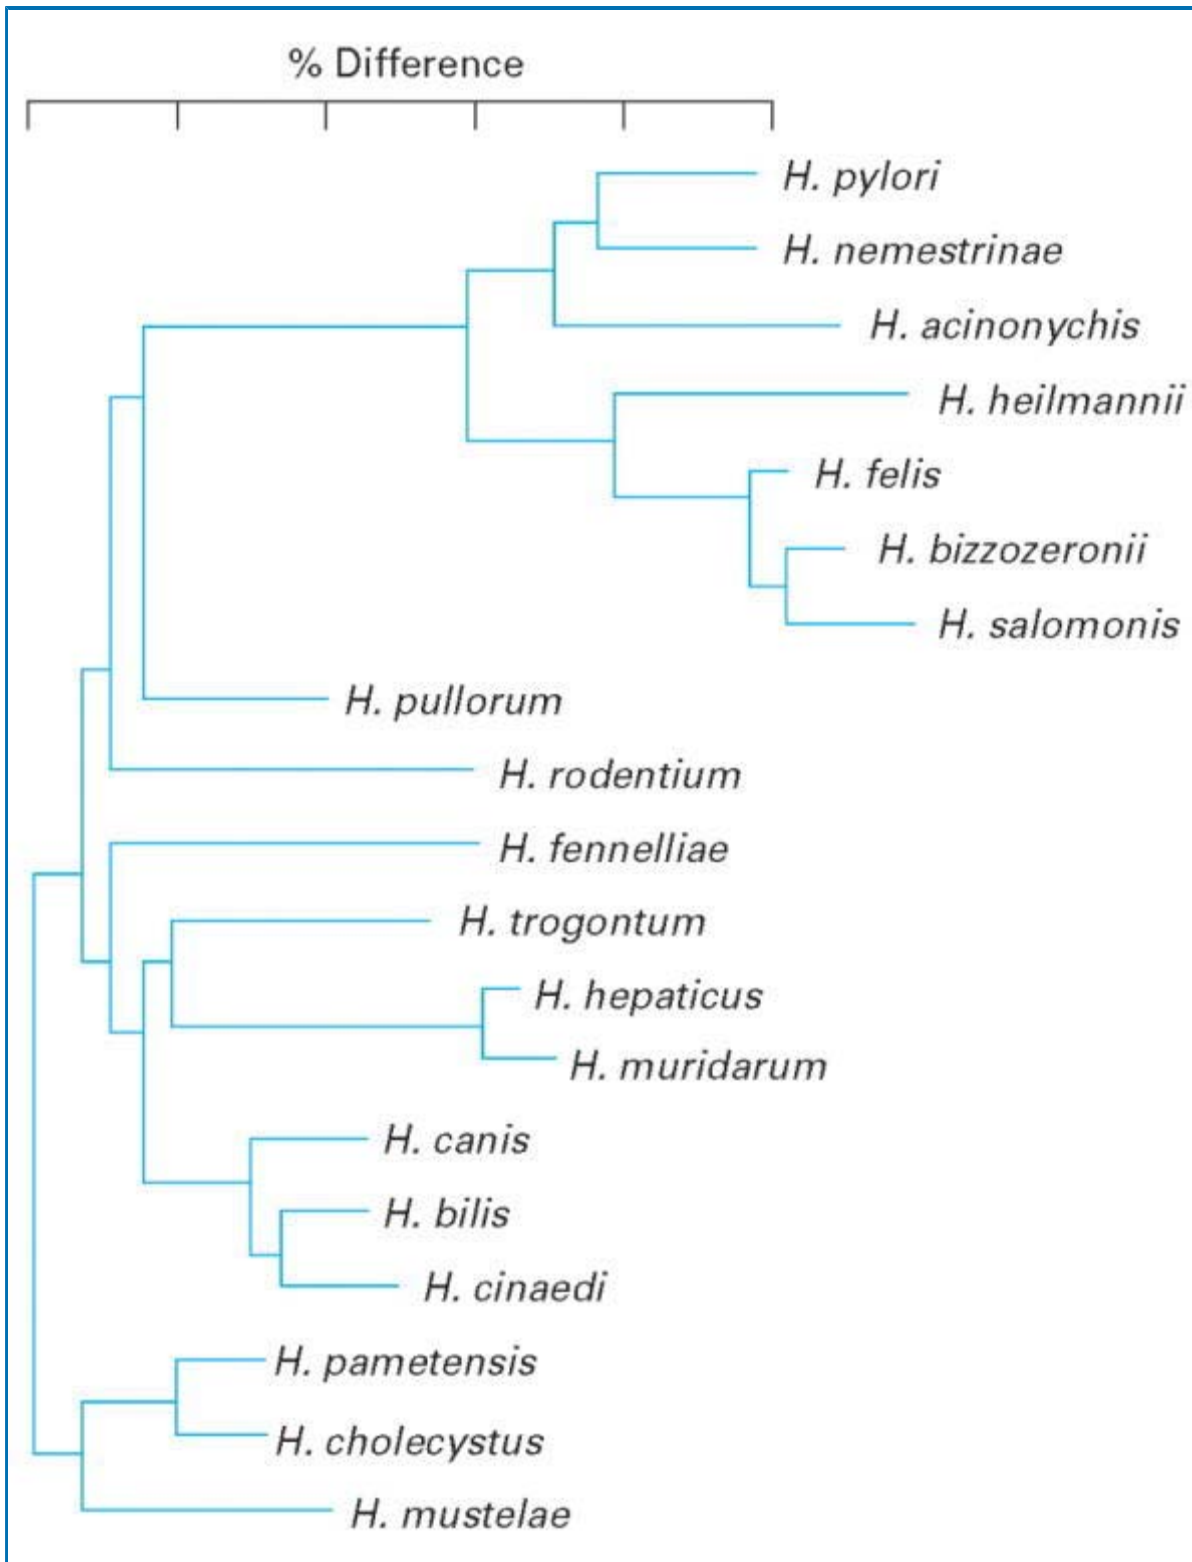 % Difference
H. pylori
H. nemestrinae
H. acinonychis
H. heilmannii
H. felis
H. bizzozeronii
H. salomonis
H. pullorum
H. rodentium
H. fennelliae
H. trogontum
H. hepaticus
H. muridarum
H. canis
H. bilis
H. cinaedi
H. pametensis
H. cholecystus
H. mustelae